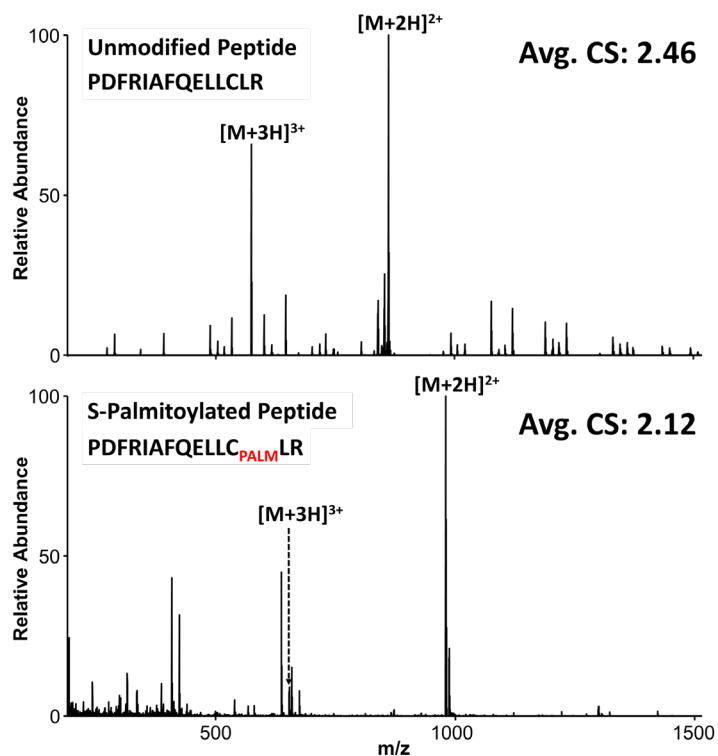 100
50
0
Relative Abundance
Unmodified Peptide
PDFRIAFQELLCLR
[M+3H]3+
[M+2H]2+
Avg. CS: 2.46
100
50
0
Relative Abundance
S-Palmitoylated Peptide
PDFRIAFQELLCPALMLR
[M+3H]3+
[M+2H]2+
Avg. CS: 2.12
500
1000
1500
m/z